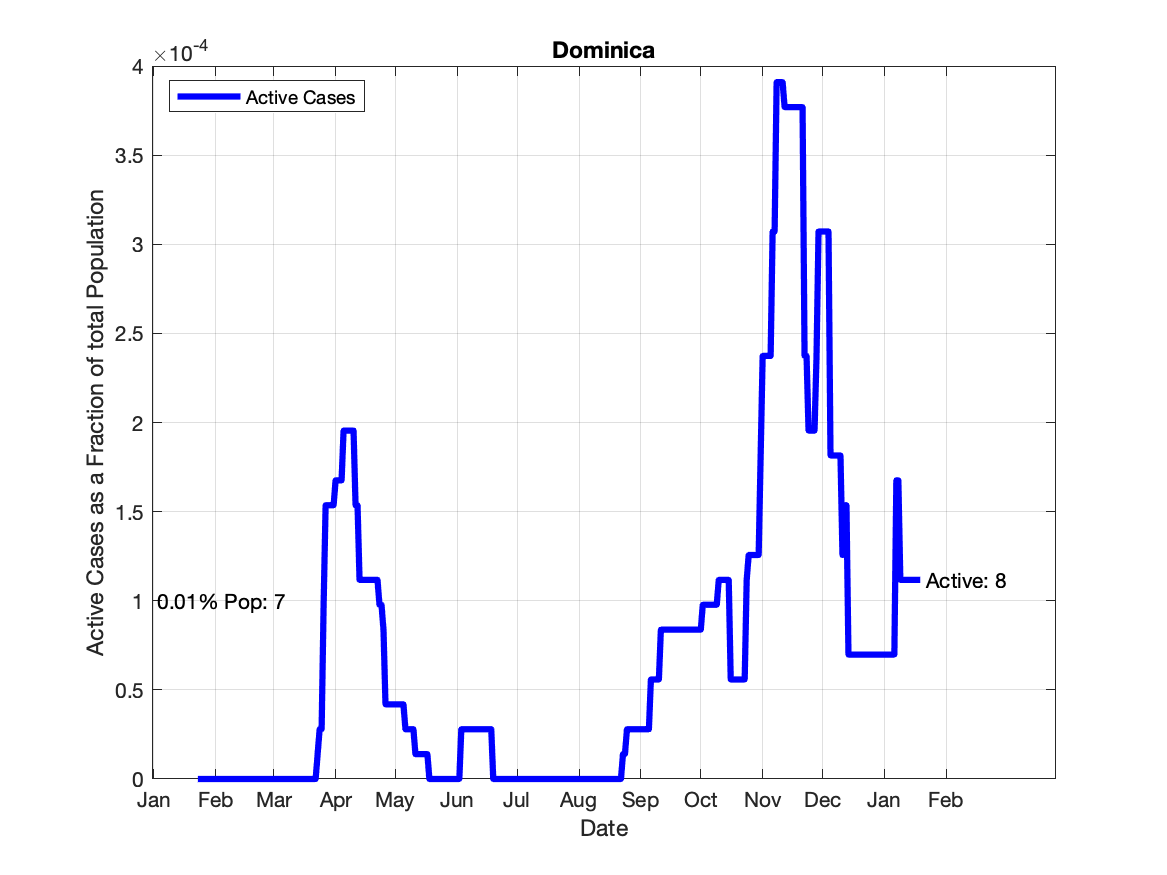 Dominica
×10-4
4
Active Cases
3.5
3
2.5
2
1.5
1
0.5
0
0.01% Pop: 7
Active: 8
Active Cases as a Fraction of total Population
Jan Feb Mar Apr May Jun Jul Aug Sep Oct Nov Dec Jan Feb
Date